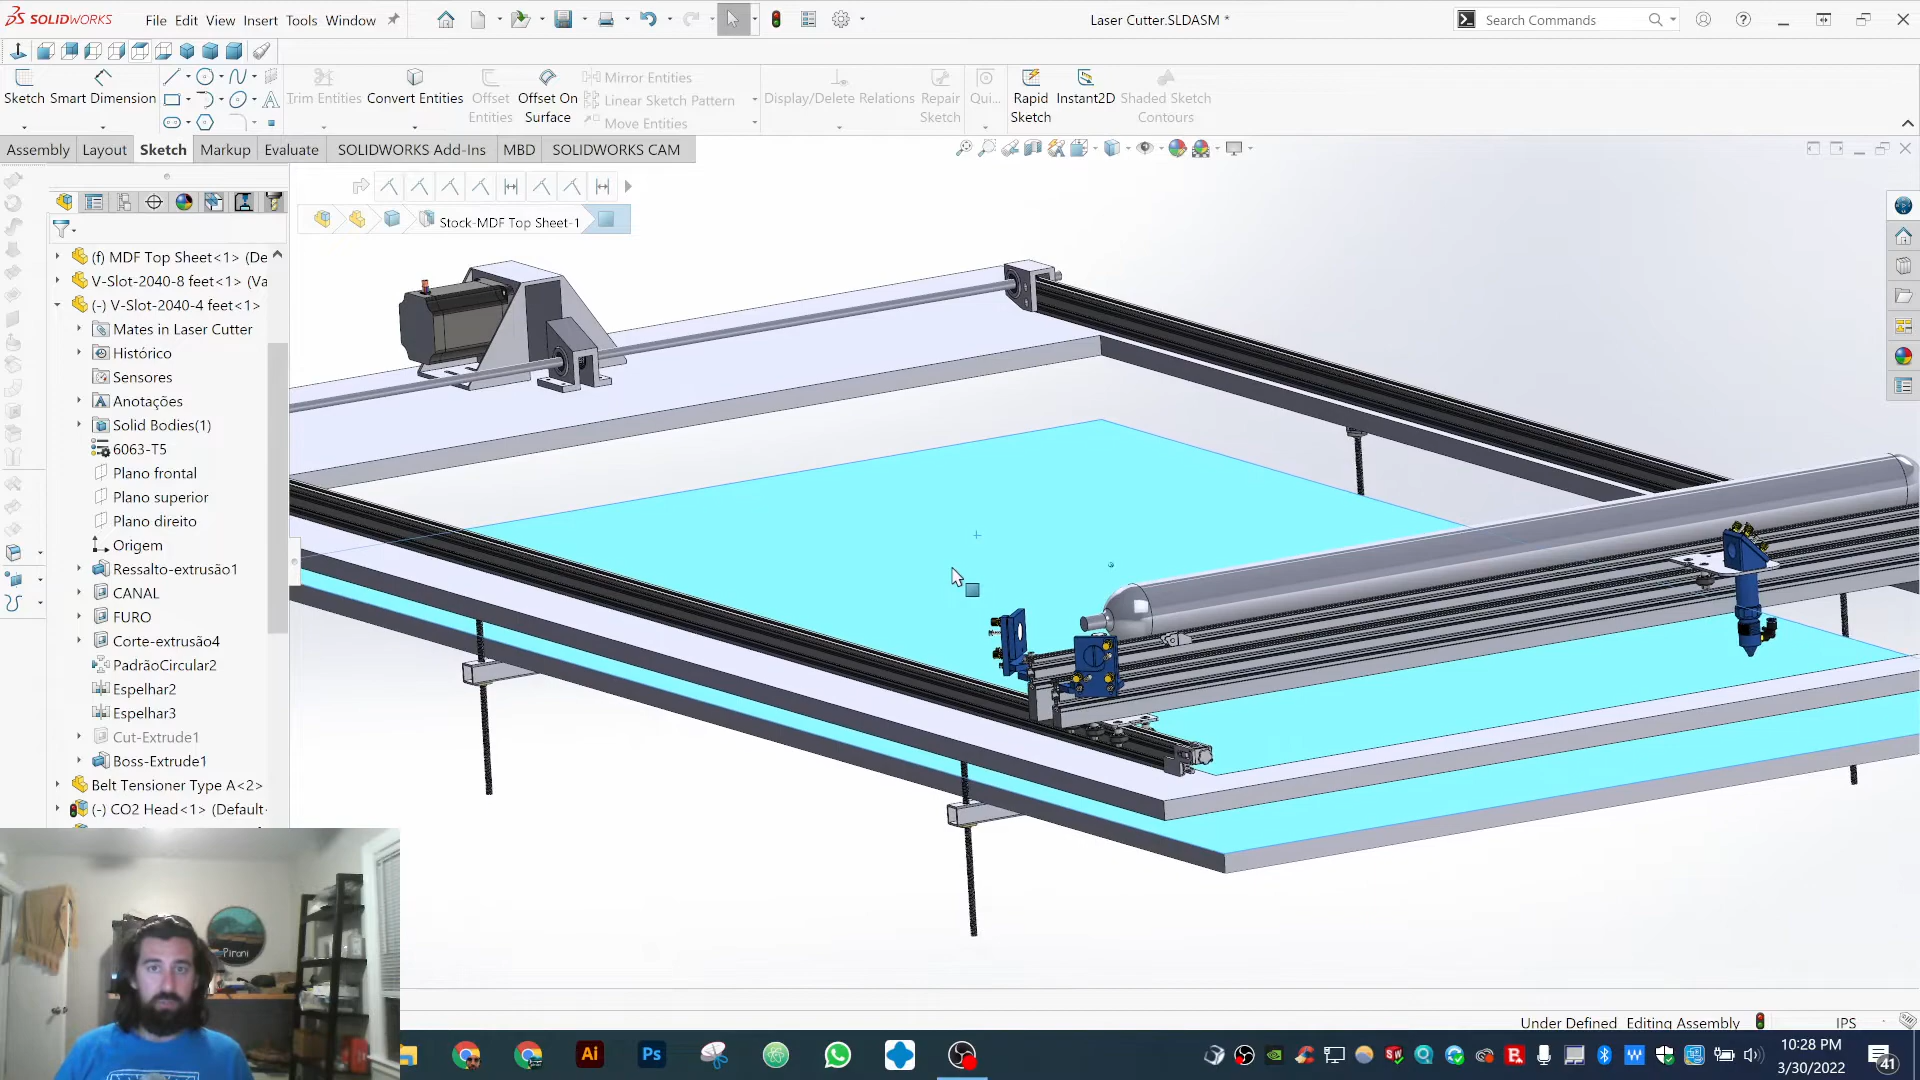 SOLIDWORKS
File Edit View Insert Tools Window
Laser Cutter.SLDASM *
Search Commands
Sketch
Smart Dimension
Trim Entities
Convert Entities
Offset
Entities
Offset On
Surface
Mirror Entities
Linear Sketch Pattern
Move Entities
Display/Delete Relations
Repair
Sketch
Qui...
Rapid
Sketch
Instant2D
Shaded Sketch
Contours
Assembly
Layout
Sketch
Markup
Evaluate
SOLIDWORKS Add-Ins
MBD
SOLIDWORKS CAM
Stock-MDF Top Sheet-1
(f) MDF Top Sheet<1> (De
V-Slot-2040-8 feet<1> (Va
(-) V-Slot-2040-4 feet<1>
Mates in Laser Cutter
Histórico
Sensores
Anotações
Solid Bodies(1)
6063-T5
Plano frontal
Plano superior
Plano direito
Origem
Ressalto-extrusão1
CANAL
FURO
Corte-extrusão4
PadrãoCircular2
Espelhar2
Espelhar3
Cut-Extrude1
Boss-Extrude1
Belt Tensioner Type A<2>
(-) CO2 Head<1> (Default
Pirani
Under Defined
Editing Assembly
IPS
Ai
Ps
10:28 PM
3/30/2022
41